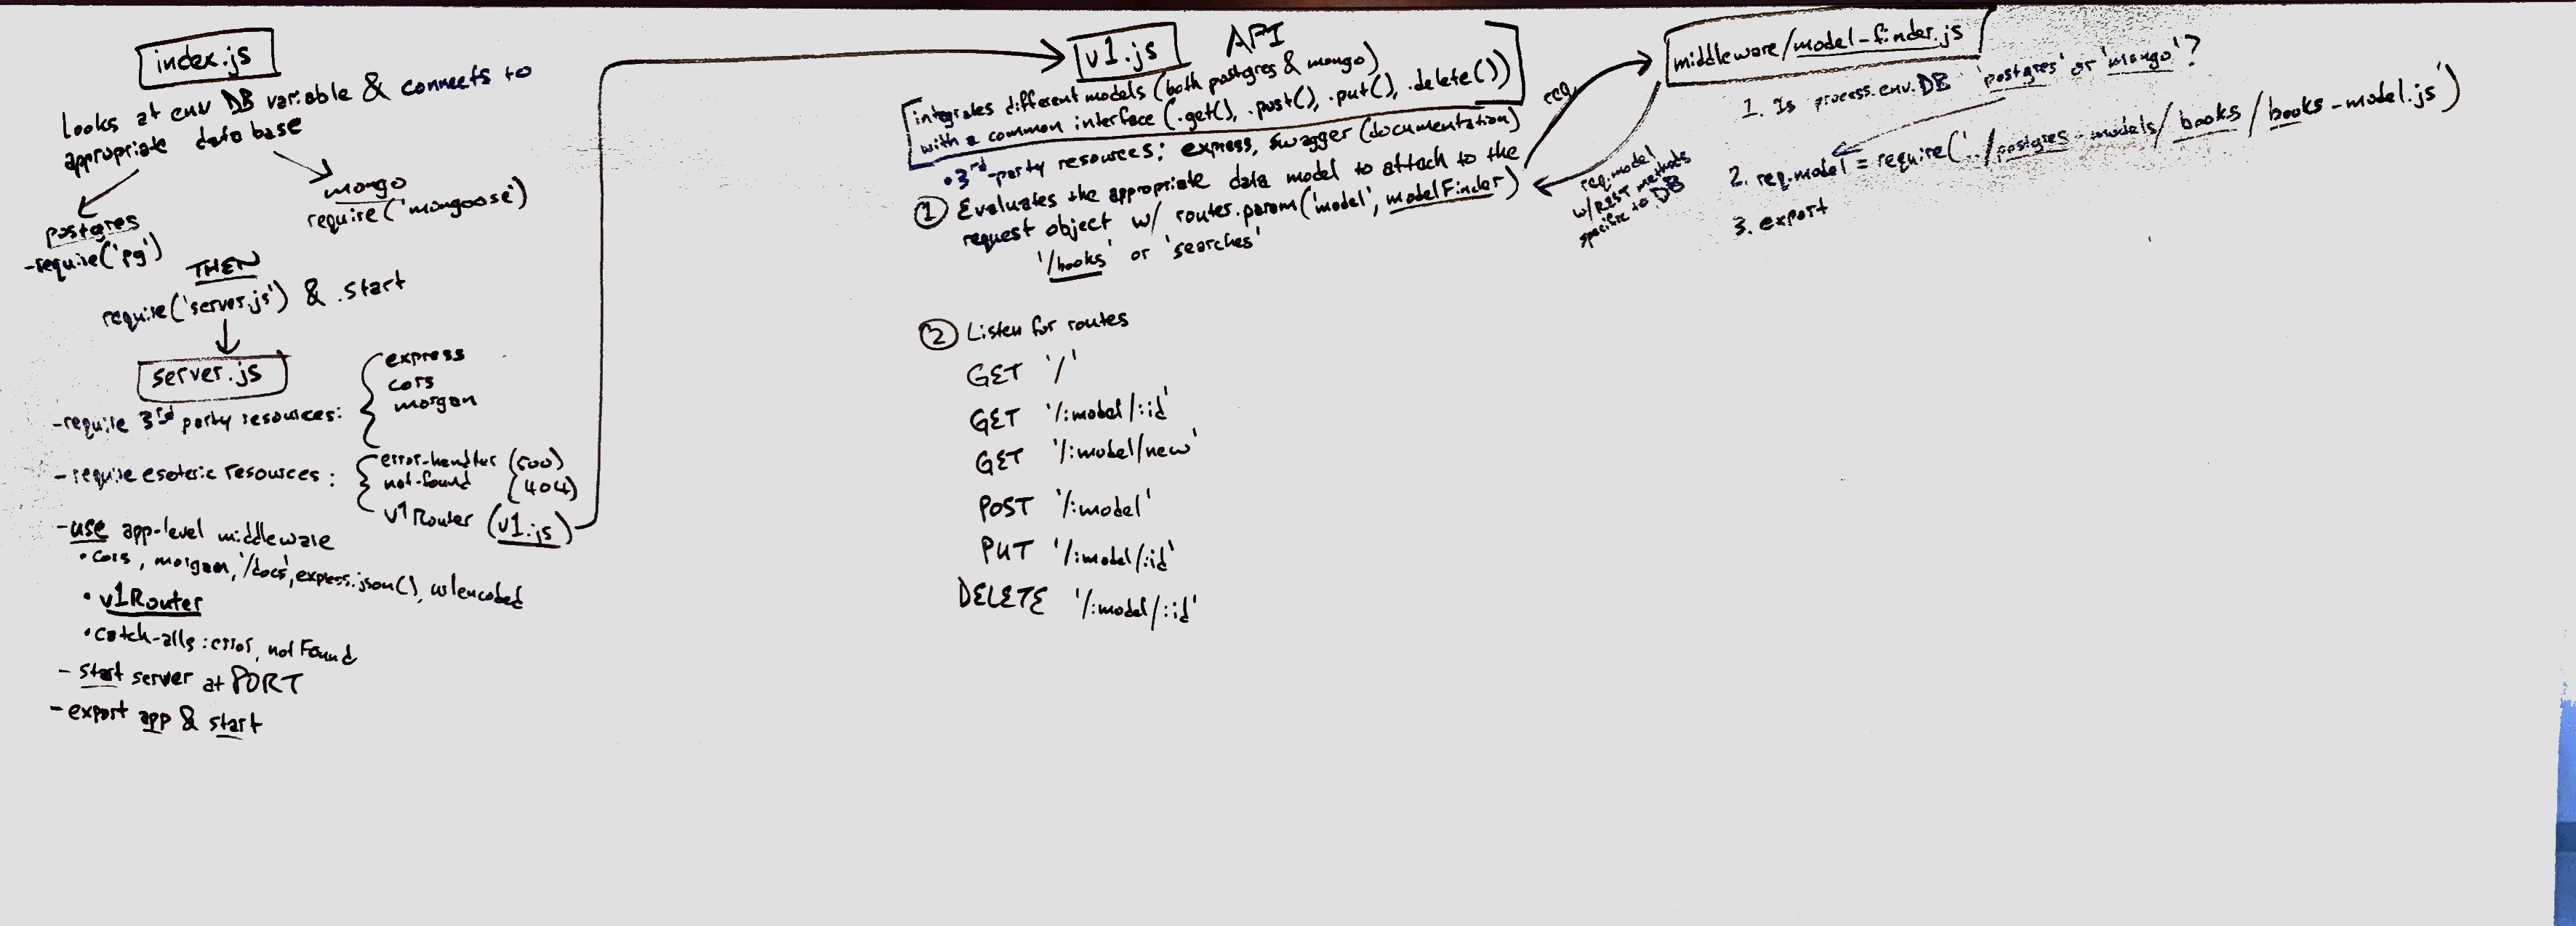 index.js
looks at env DB variable & connects to
appropriate database
mongo
require('mongoose')
postgres
-require('pg')
THEN
require('server.js') & .start
server.js
-require 3rd party resources:
express
cors
morgan
-require esoteric resources:
error-handler (500)
not-found (404)
v1Router (v1.js)
-use app-level middleware
•cors, morgan, '/docs', express.json(), urlencoded
•v1Router
•catch-alls: error, notFound
-start server at PORT
-export app & start
v1.js API
integrates different models (both postgres & mongo)
with a common interface (.get(), .post(), .put(), .delete())
•3rd-party resources: express, swagger (documentation)
1 Evaluates the appropriate data model to attach to the
request object w/ router.param('model', modelFinder)
'/books' or 'searches'
2 Listen for routes
GET '/'
GET '/:model/:id'
GET '/:model/new'
POST '/:model'
PUT '/:model/:id'
DELETE '/:model/:id'
req
req.model
w/REST methods
specific to DB
middleware/model-finder.js
1. Is process.env.DB 'postgres' or 'mongo'?
2. req.model = require('../postgres-models/books/books-model.js')
3. export